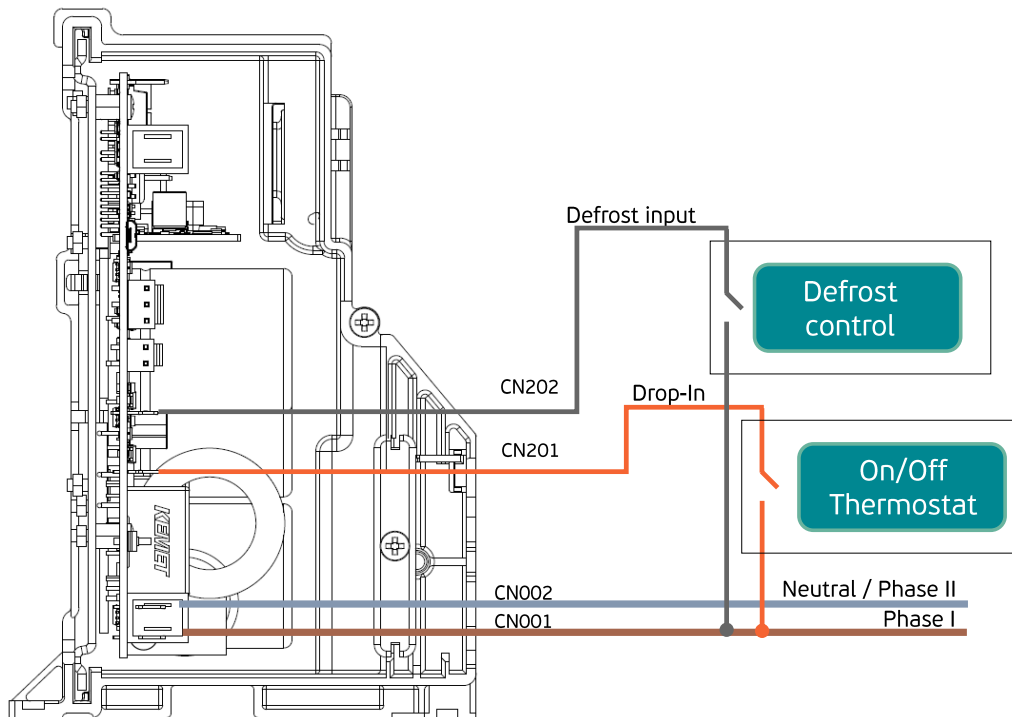 Defrost input
Defrost
control
CN202
Drop-In
CN201
On/Off
Thermostat
KEMET
CN002
Neutral / Phase II
CN001
Phase I